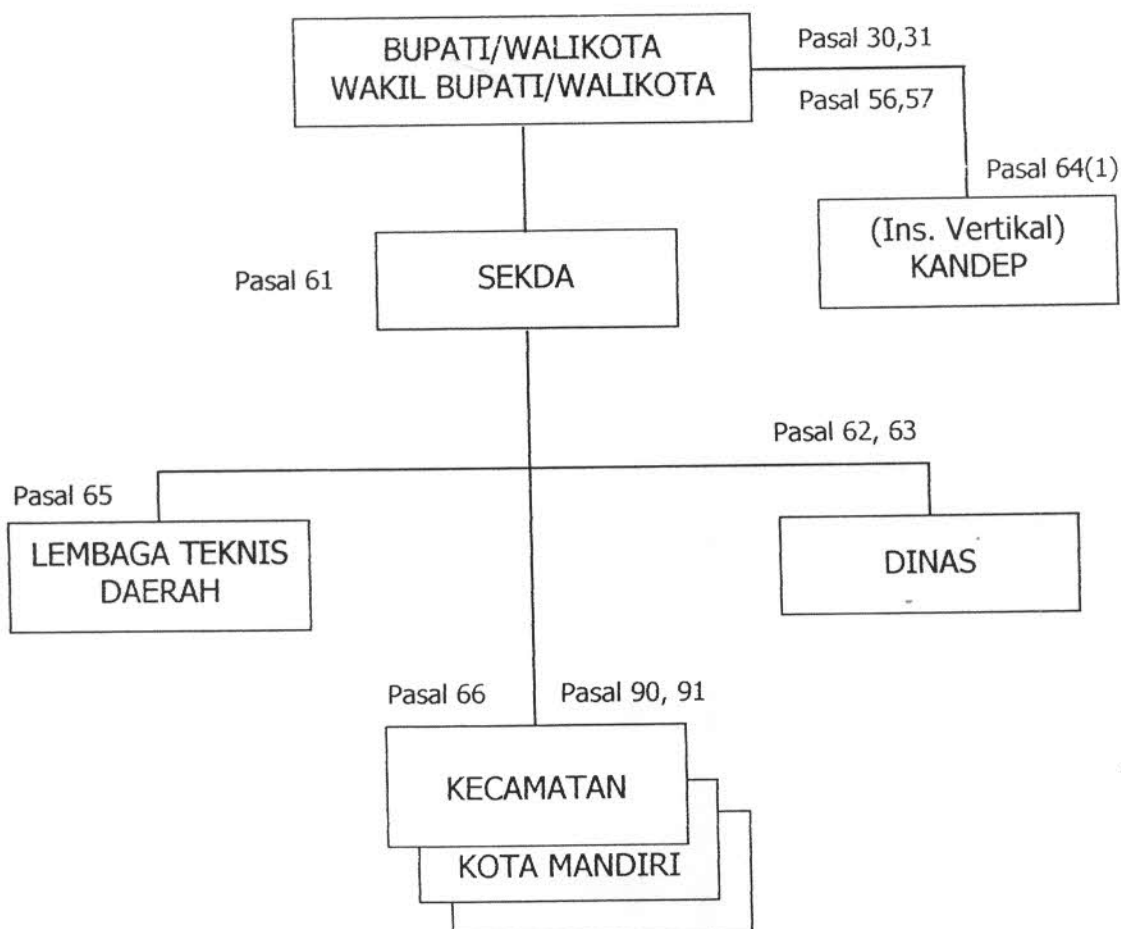 BUPATI/WALIKOTA
WAKIL BUPATI/WALIKOTA
Pasal 30,31
Pasal 56,57
Pasal 64(1)
(Ins. Vertikal)
KANDEP
Pasal 61
SEKDA
Pasal 62, 63
Pasal 65
LEMBAGA TEKNIS
DAERAH
DINAS
Pasal 66
Pasal 90, 91
KECAMATAN
KOTA MANDIRI